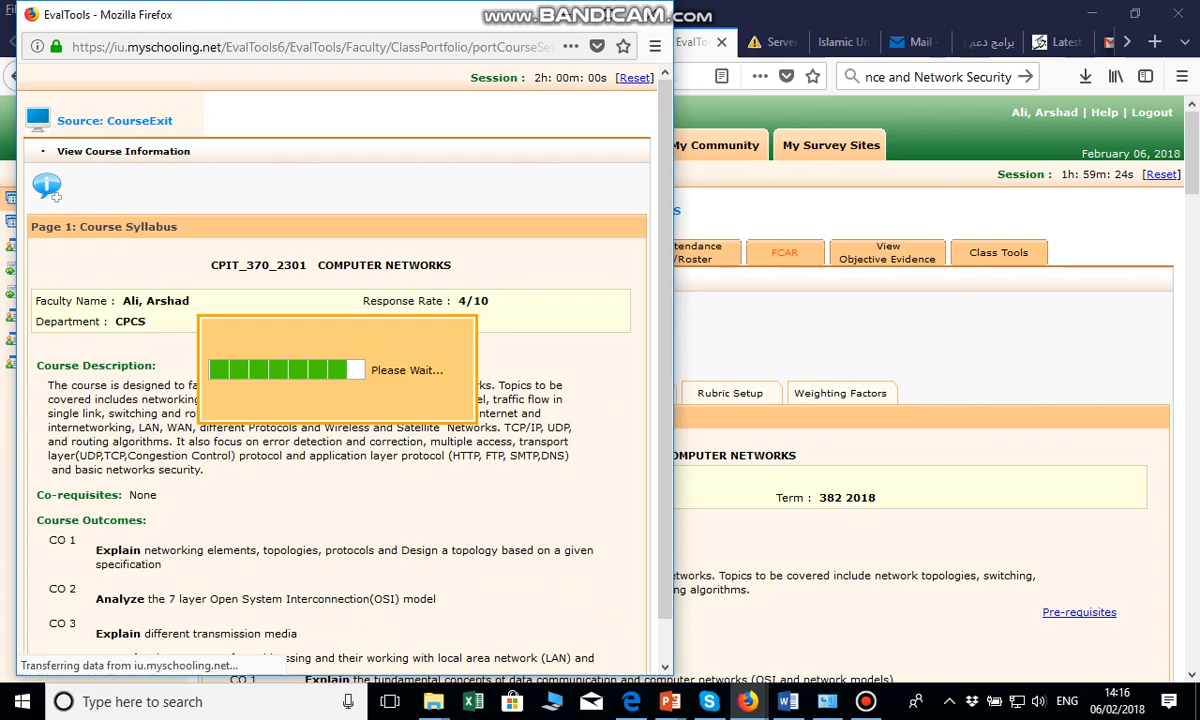 EvalTools - Mozilla Firefox
www.BANDICAM.com
https://iu.myschooling.net/EvalTools6/EvalTools/Faculty/ClassPortfolio/portCourseSe
Session : 2h: 00m: 00s [Reset]
Source: CourseExit
· View Course Information
Page 1: Course Syllabus
CPIT_370_2301 COMPUTER NETWORKS
Faculty Name : Ali, Arshad Response Rate : 4/10
Department : CPCS
Please Wait...
Course Description:
The course is designed to fa
ks. Topics to be
covered includes networking
el, traffic flow in
single link, switching and ro
nternet and
internetworking, LAN, WAN, different Protocols and Wireless and Satellite Networks. TCP/IP, UDP,
and routing algorithms. It also focus on error detection and correction, multiple access, transport
layer(UDP,TCP,Congestion Control) protocol and application layer protocol (HTTP, FTP, SMTP,DNS)
and basic networks security.
Co-requisites: None
Course Outcomes:
CO 1
Explain networking elements, topologies, protocols and Design a topology based on a given
specification
CO 2
Analyze the 7 layer Open System Interconnection(OSI) model
CO 3
Explain different transmission media
essing and their working with local area network (LAN) and
Transferring data from iu.myschooling.net...
EvalTo
Server
Islamic Un
Mail -
برامج دعم
Latest
nce and Network Security
Ali, Arshad | Help | Logout
My Community
My Survey Sites
February 06, 2018
Session : 1h: 59m: 24s [Reset]
S
tendance
/Roster
FCAR
View
Objective Evidence
Class Tools
Rubric Setup
Weighting Factors
OMPUTER NETWORKS
Term : 382 2018
etworks. Topics to be covered include network topologies, switching,
ng algorithms.
Pre-requisites
CO 1 Explain the fundamental concepts of data communication and computer networks (OSI and network models)
Type here to search
ENG
14:16
06/02/2018